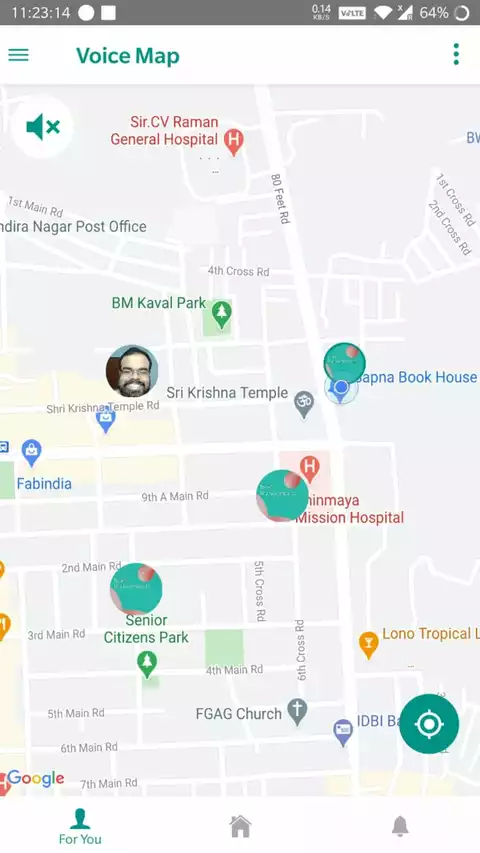 11:23:14
0.14
KB/S
VoLTE
X
64%
Voice Map
Sir.CV Raman
General Hospital
H
BW
1st Main Rd
ndira Nagar Post Office
80 Feet Rd
1st Cross Rd
2nd Cross Rd
4th Cross Rd
BM Kaval Park
Sapna Book House
Sri Krishna Temple
ॐ
Shri Krishna Temple Rd
Fabindia
H
9th A Main Rd
hinmaya
Mission Hospital
2nd Main Rd
5th Cross Rd
Senior
Citizens Park
3rd Main Rd
6th Cross Rd
Lono Tropical L
4th Main Rd
5th Main Rd
FGAG Church
IDBI Ba
6th Main Rd
Google
7th Main Rd
For You